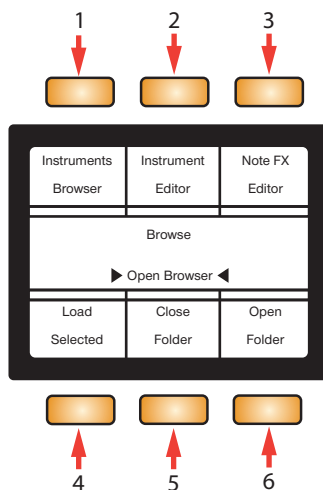 1 2 3
Instruments Instrument Note FX
Browser Editor Editor
Browse
Open Browser
Load Close Open
Selected Folder Folder
4 5 6